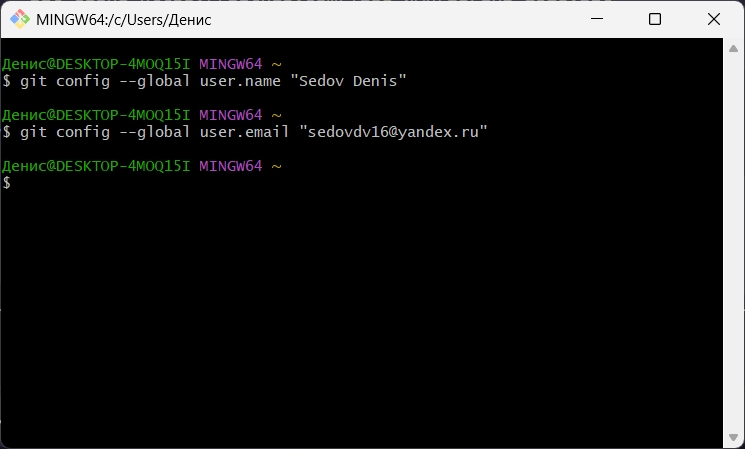 MINGW64:/c/Users/Денис
Денис@DESKTOP-4MOQ15I MINGW64 ~
$ git config --global user.name "Sedov Denis"
Денис@DESKTOP-4MOQ15I MINGW64 ~
$ git config --global user.email "sedovdv16@yandex.ru"
Денис@DESKTOP-4MOQ15I MINGW64 ~
$